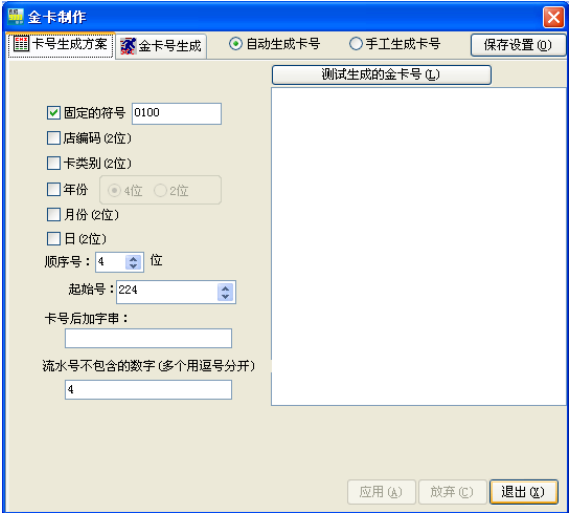 金卡制作
卡号生成方案 金卡号生成 自动生成卡号 手工生成卡号 保存设置(Q)
测试生成的金卡号(L)
固定的符号 0100
店编码(2位)
卡类别(2位)
年份 4位 2位
月份(2位)
日(2位)
顺序号：4 位
起始号：224
卡号后加字串：
流水号不包含的数字(多个用逗号分开)
4
应用(A) 放弃(C) 退出(X)